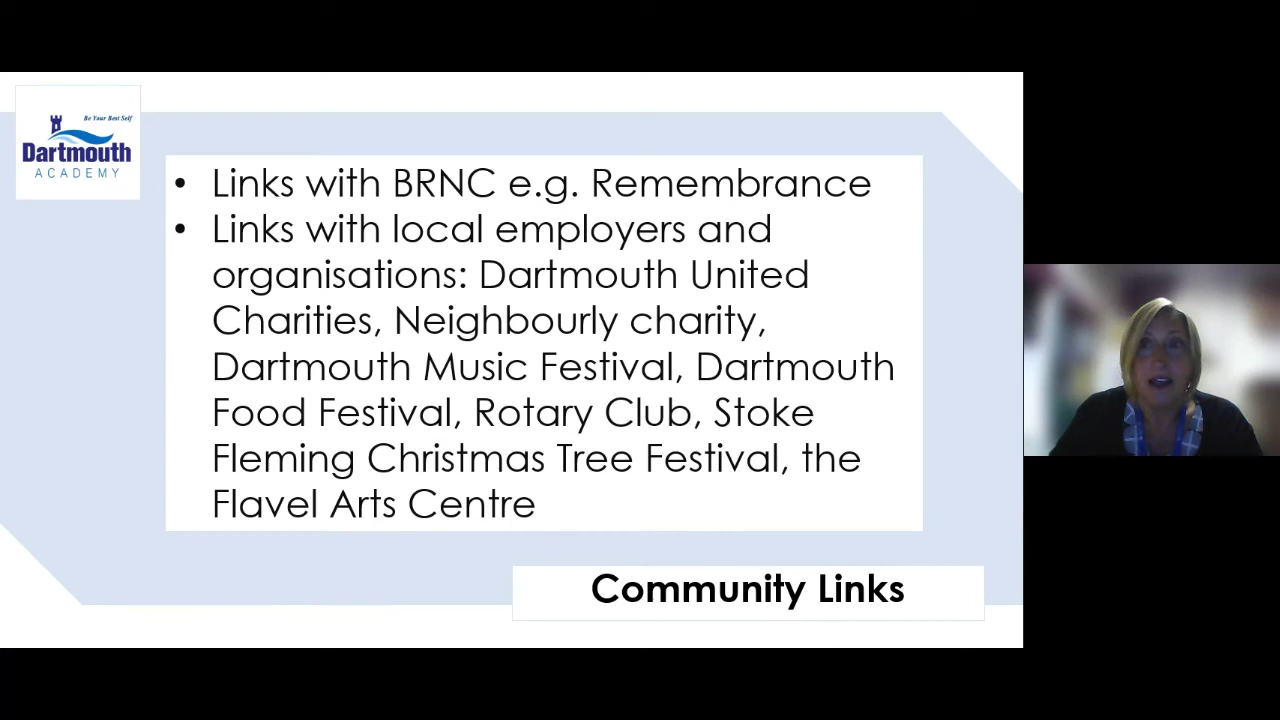 Be Your Best Self
Dartmouth
ACADEMY
• Links with BRNC e.g. Remembrance
• Links with local employers and
organisations: Dartmouth United
Charities, Neighbourly charity,
Dartmouth Music Festival, Dartmouth
Food Festival, Rotary Club, Stoke
Fleming Christmas Tree Festival, the
Flavel Arts Centre
Community Links